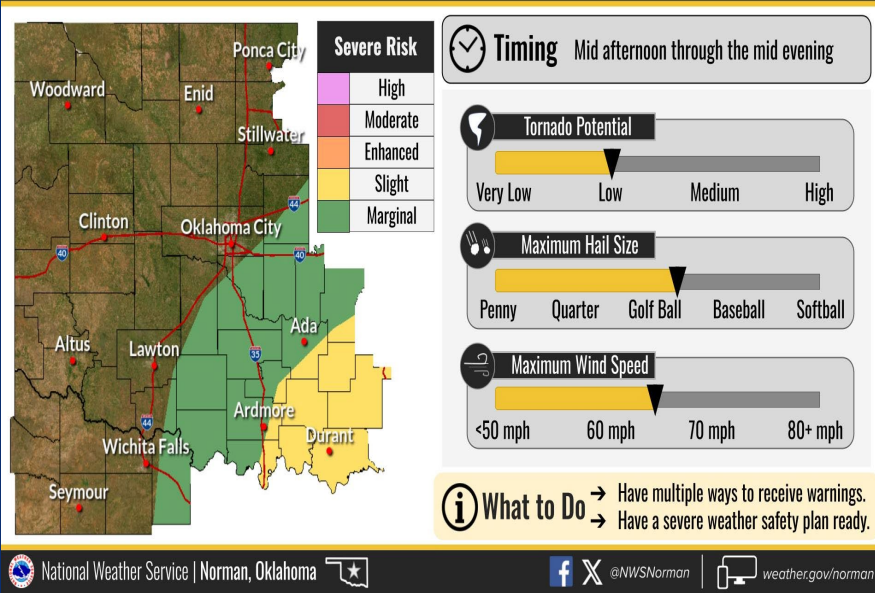 Ponca City
Woodward
Enid
Stillwater
44
Clinton
Oklahoma City
40
40
Altus
Lawton
Ada
35
44
Ardmore
Durant
Wichita Falls
Seymour
Severe Risk
High
Moderate
Enhanced
Slight
Marginal
Timing Mid afternoon through the mid evening
Tornado Potential
Very Low Low Medium High
Maximum Hail Size
Penny Quarter Golf Ball Baseball Softball
Maximum Wind Speed
<50 mph 60 mph 70 mph 80+ mph
What to Do
→ Have multiple ways to receive warnings.
→ Have a severe weather safety plan ready.
National Weather Service | Norman, Oklahoma
@NWSNorman
weather.gov/norman